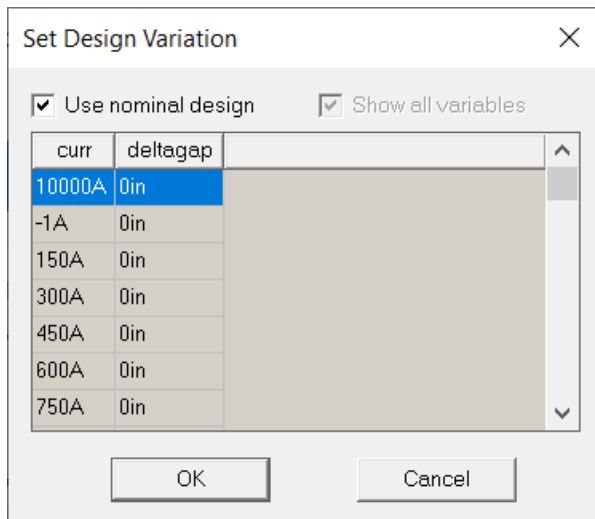 Set Design Variation
Use nominal design Show all variables
curr deltagap
10000A 0in
-1A 0in
150A 0in
300A 0in
450A 0in
600A 0in
750A 0in
OK Cancel